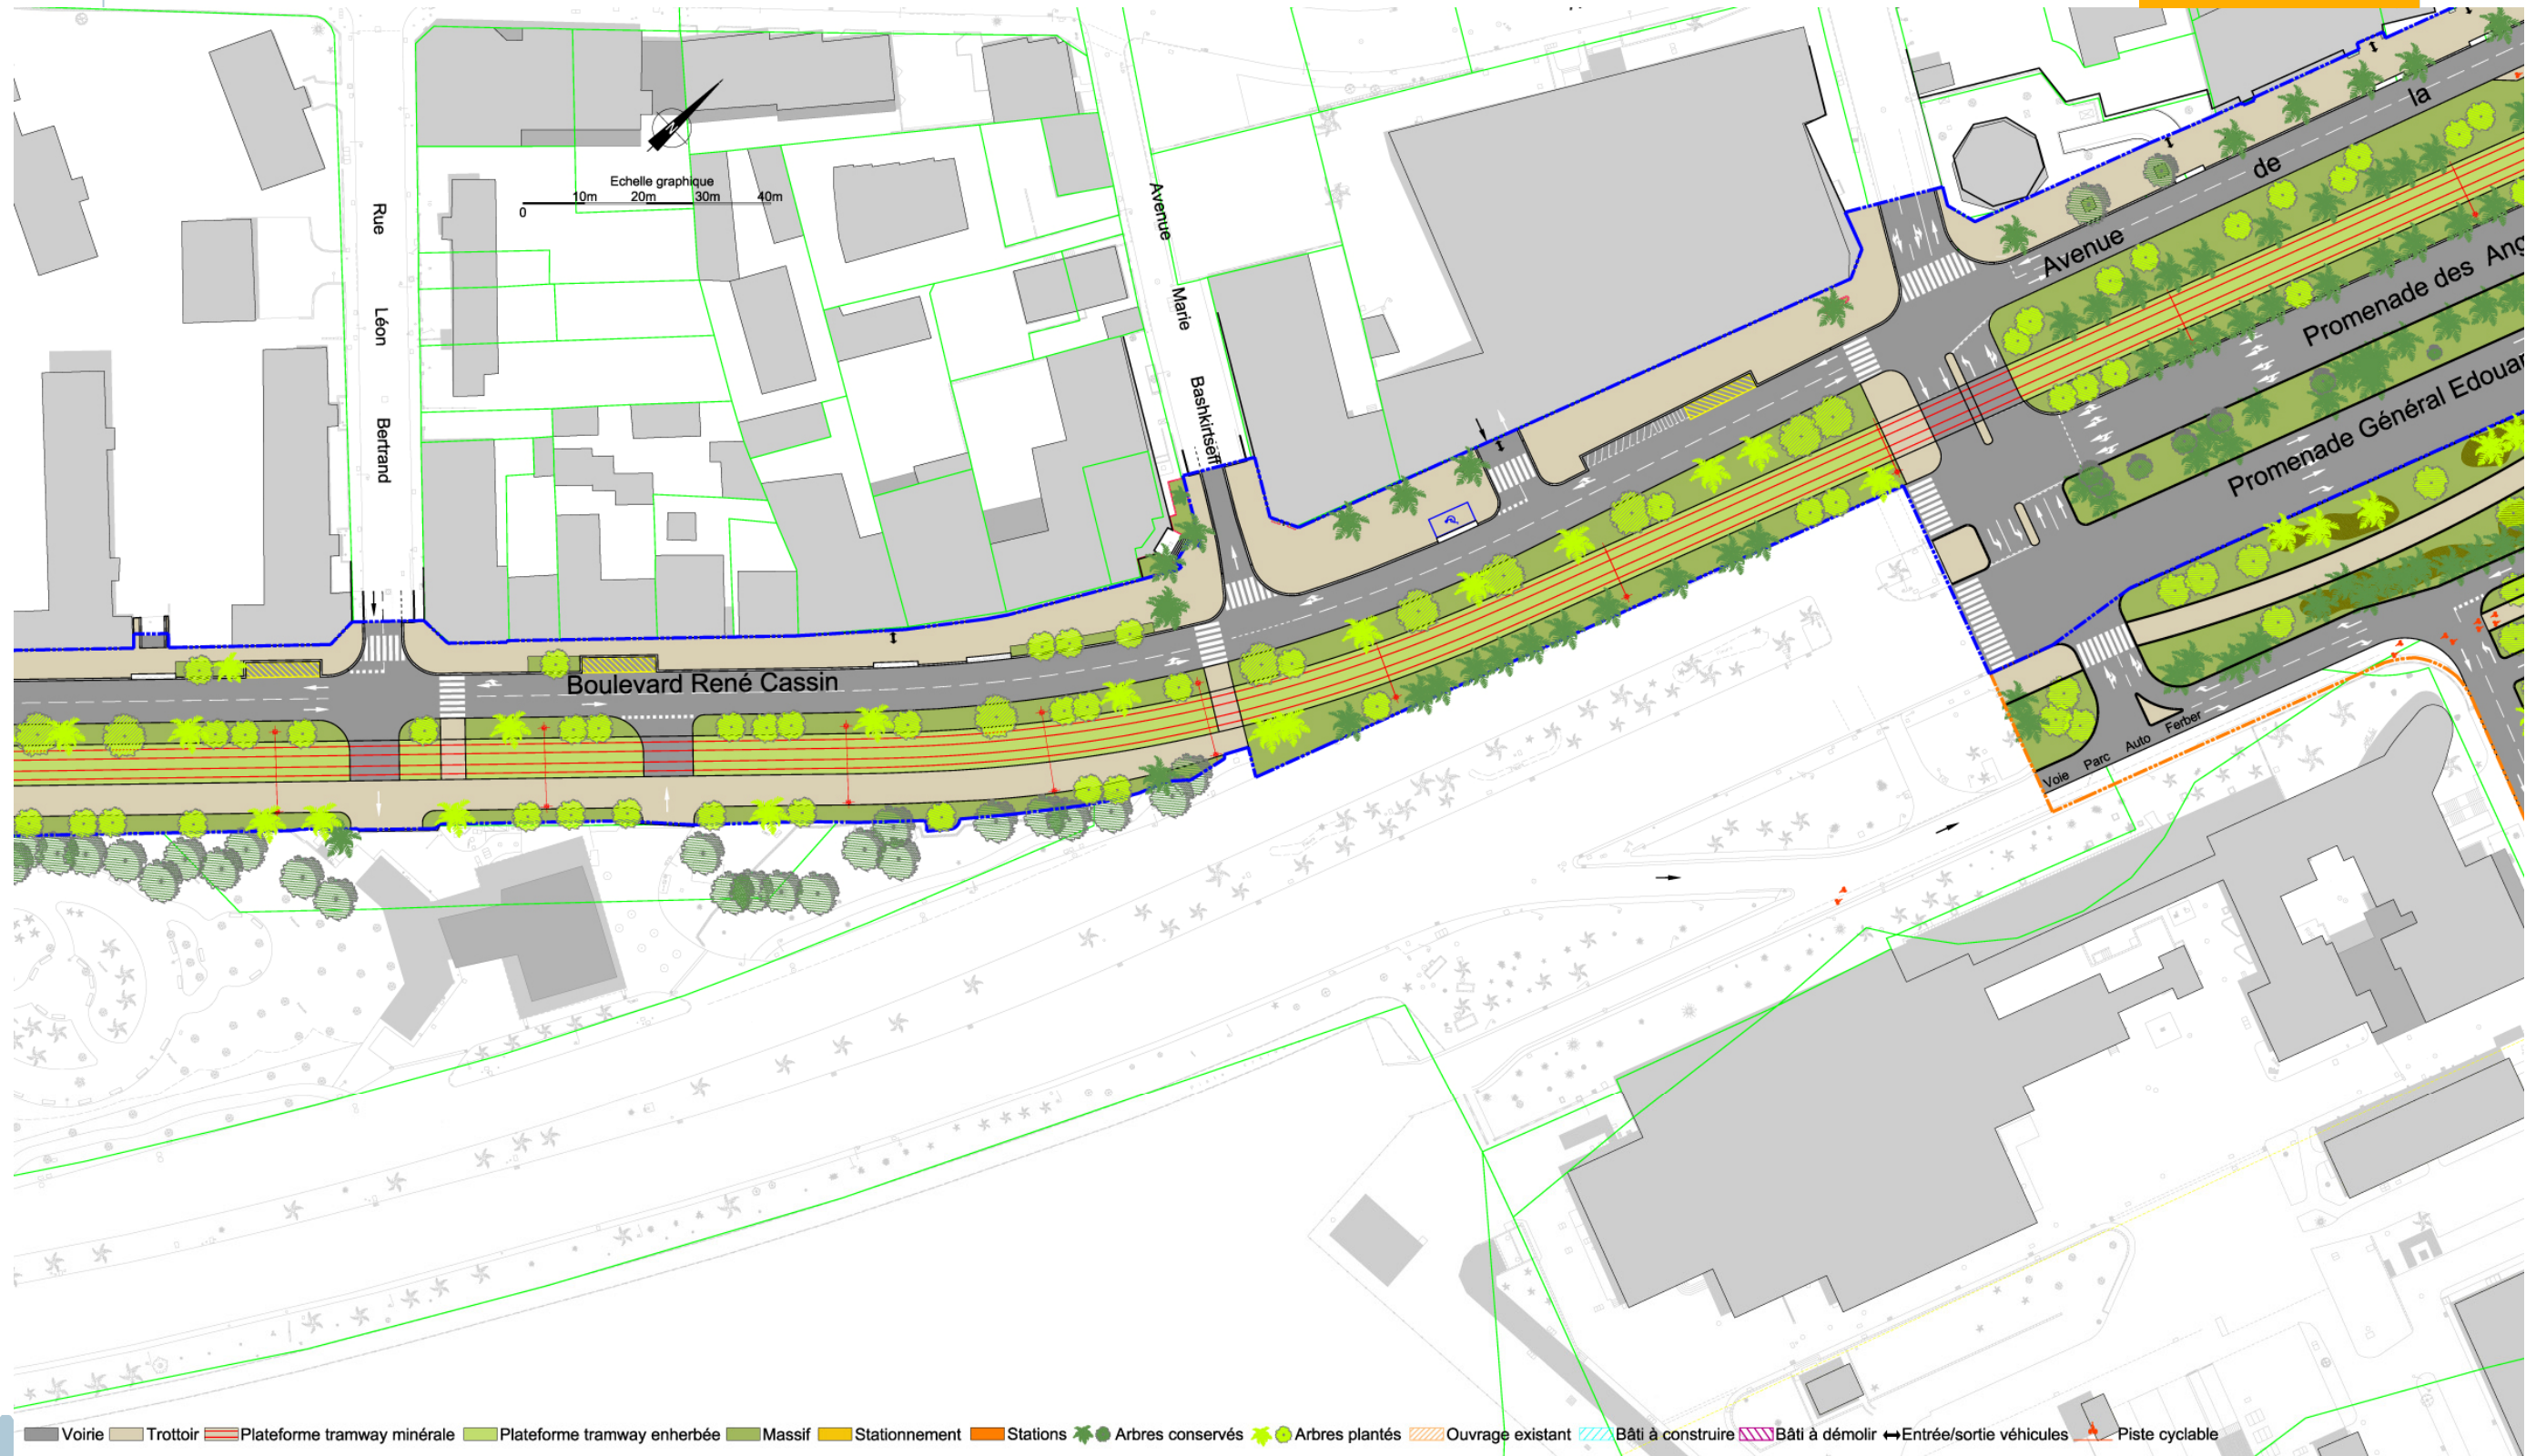 Echelle graphique
0 10m 20m 30m 40m
Rue Léon Bertrand
Avenue Marie Bashkirtseff
Avenue de la
Promenade des Ang
Promenade Général Edouar
Boulevard René Cassin
Voie Parc Auto Ferber
Voirie Trottoir Plateforme tramway minérale Plateforme tramway enherbée Massif Stationnement Stations Arbres conservés Arbres plantés Ouvrage existant Bâti à construire Bâti à démolir Entrée/sortie véhicules Piste cyclable